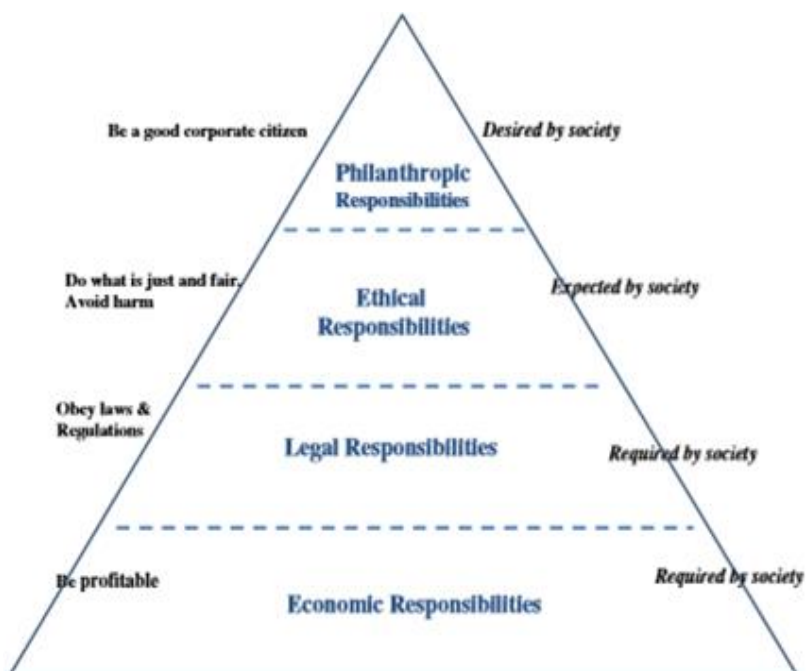 Be a good corporate citizen
Desired by society
Philanthropic
Responsibilities
Do what is just and fair,
Avoid harm
Expected by society
Ethical
Responsibilities
Obey laws &
Regulations
Legal Responsibilities
Required by society
Be profitable
Required by society
Economic Responsibilities